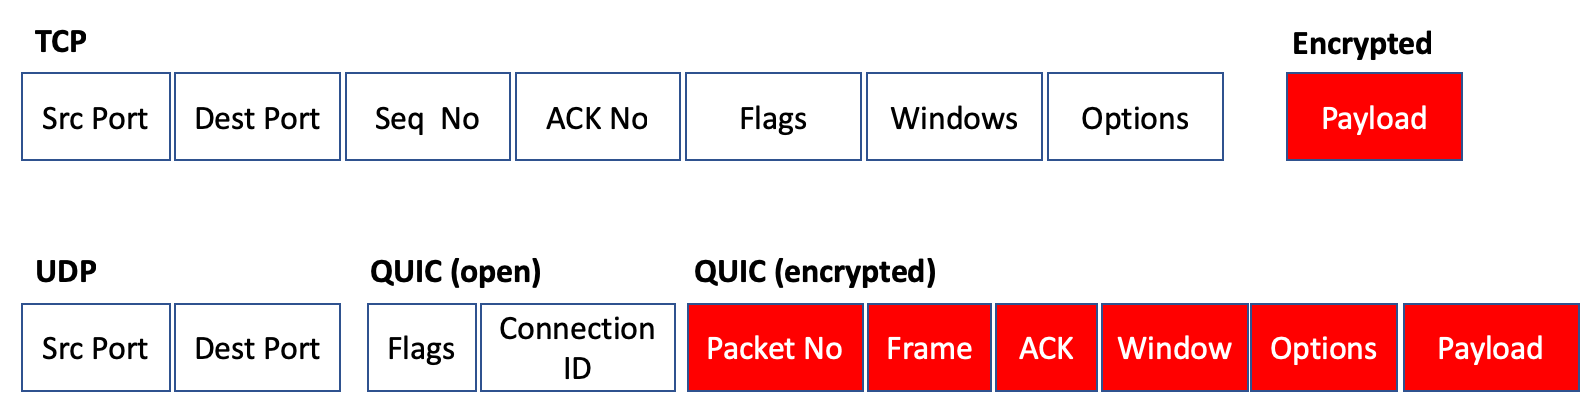 TCP
Encrypted
Src Port
Dest Port
Seq No
ACK No
Flags
Windows
Options
Payload
UDP
QUIC (open)
QUIC (encrypted)
Src Port
Dest Port
Flags
Connection
ID
Packet No
Frame
ACK
Window
Options
Payload